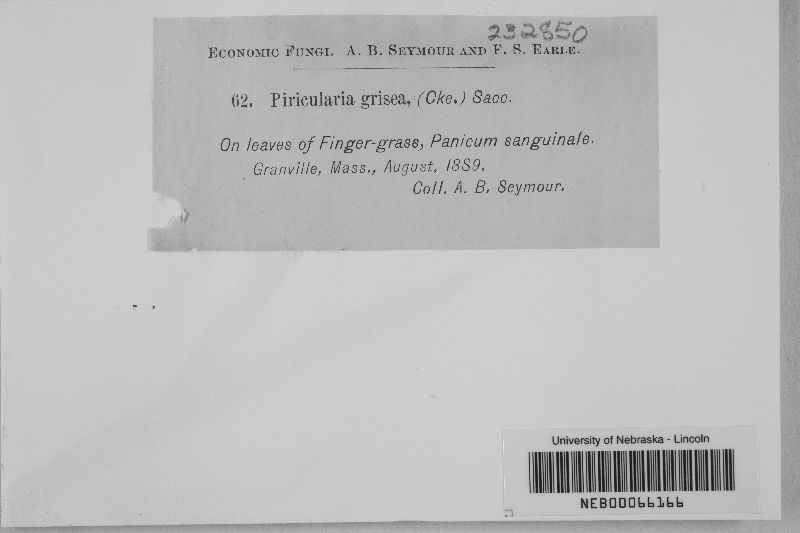 232850
Economic Fungi. A. B. Seymour and F. S. Earle.
62. Piricularia grisea, (Cke.) Sacc.
On leaves of Finger-grass, Panicum sanguinale.
Granville, Mass., August, 1889.
Coll. A. B. Seymour.
University of Nebraska - Lincoln
NEB00066166